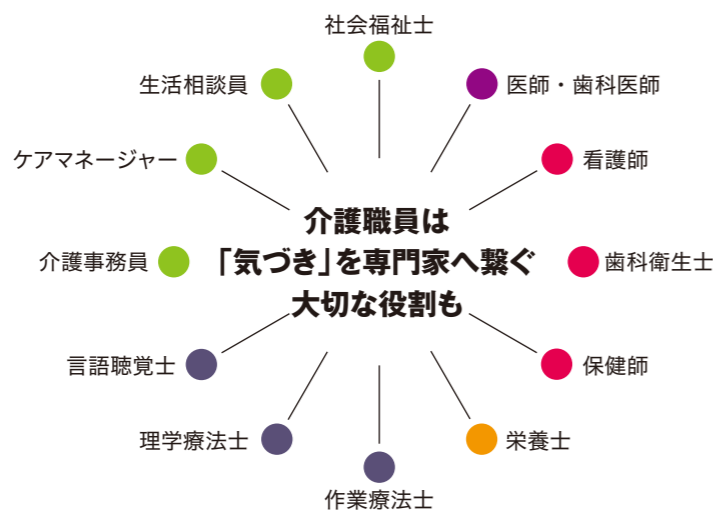 社会福祉士
生活相談員
医師・歯科医師
ケアマネージャー
看護師
介護職員は
「気づき」を専門家へ繋ぐ
大切な役割も
介護事務員
歯科衛生士
言語聴覚士
保健師
理学療法士
栄養士
作業療法士